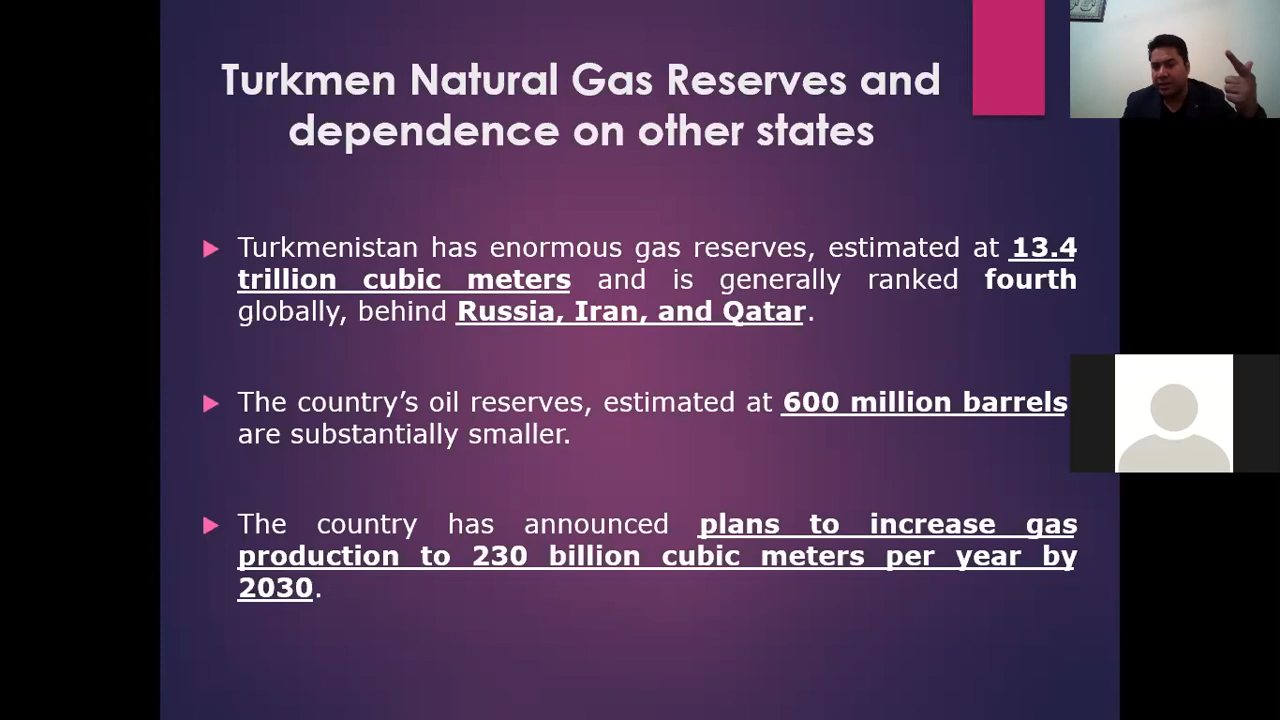 Turkmen Natural Gas Reserves and
dependence on other states
Turkmenistan has enormous gas reserves, estimated at 13.4
trillion cubic meters and is generally ranked fourth
globally, behind Russia, Iran, and Qatar.
The country’s oil reserves, estimated at 600 million barrels
are substantially smaller.
The country has announced plans to increase gas
production to 230 billion cubic meters per year by
2030.